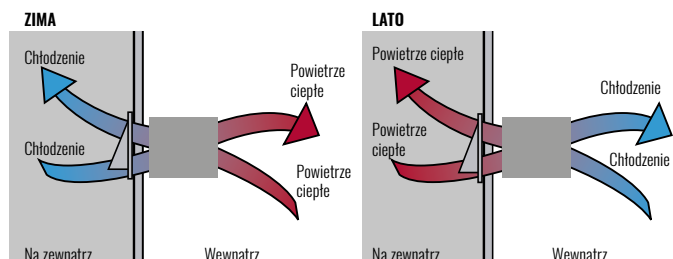 ZIMA
Chłodzenie
Chłodzenie
Powietrze
ciepłe
Powietrze
ciepłe
Na zewnątrz
Wewnątrz
LATO
Powietrze ciepłe
Powietrze
ciepłe
Chłodzenie
Chłodzenie
Na zewnątrz
Wewnątrz